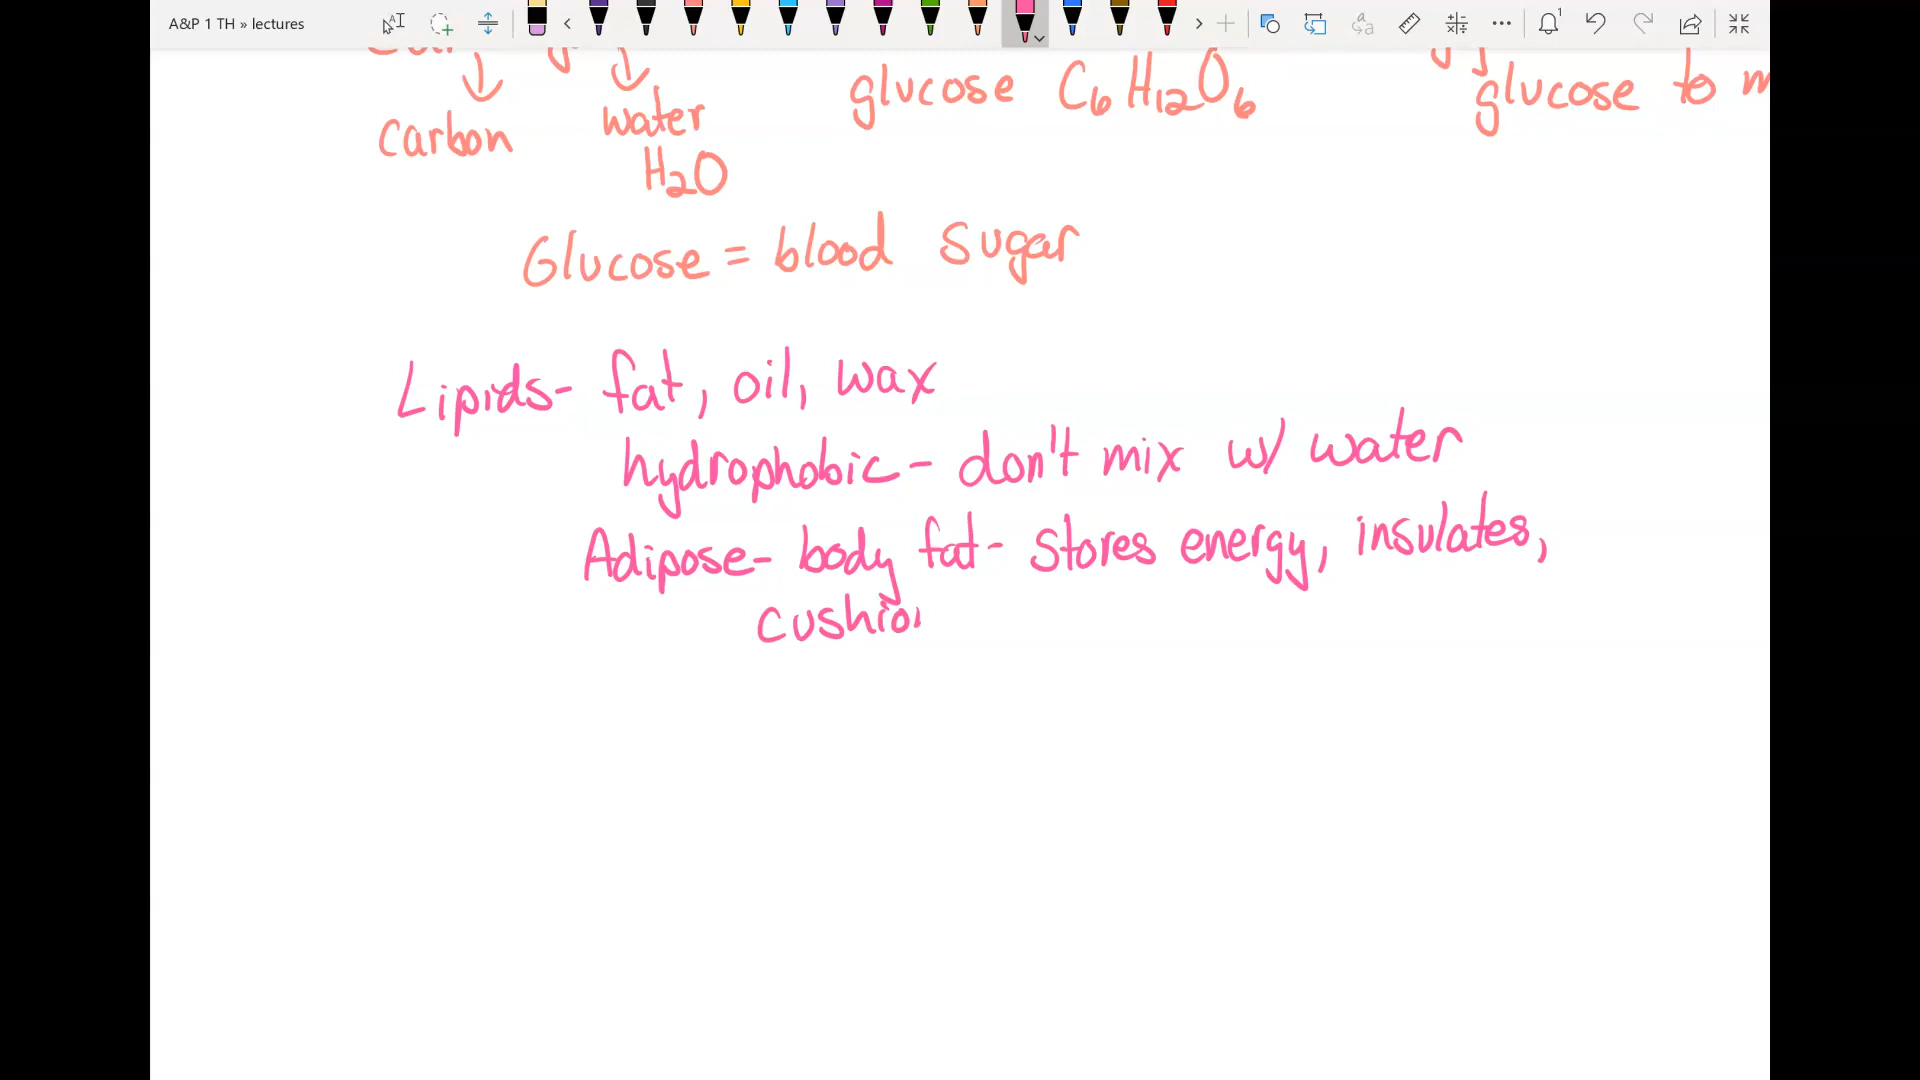 A&P 1 TH » lectures
glucose C6H12O6
glucose to m
carbon
water
H2O
Glucose = blood sugar
Lipids- fat, oil, wax
hydrophobic- don't mix w/ water
Adipose- body fat- stores energy, insulates,
cushion